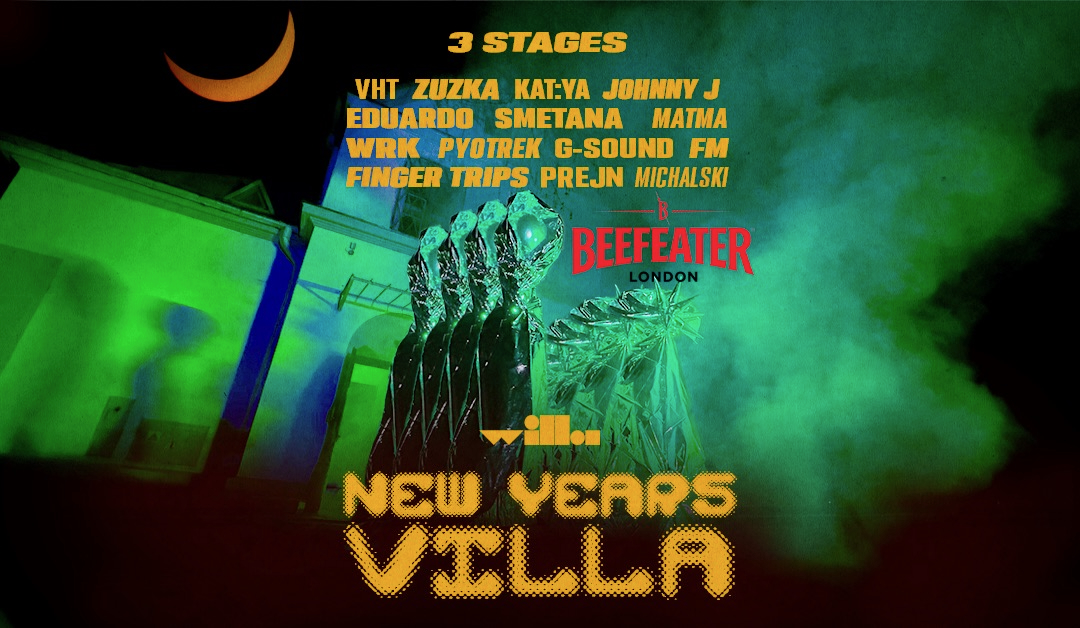 3 STAGES
VHT ZUZKA KAT:YA JOHNNY J
EDUARDO SMETANA MATMA
WRK PYOTREK G-SOUND FM
FINGER TRIPS PREJN MICHALSKI
B
BEEFEATER
LONDON
willa
NEW YEARS
VILLA